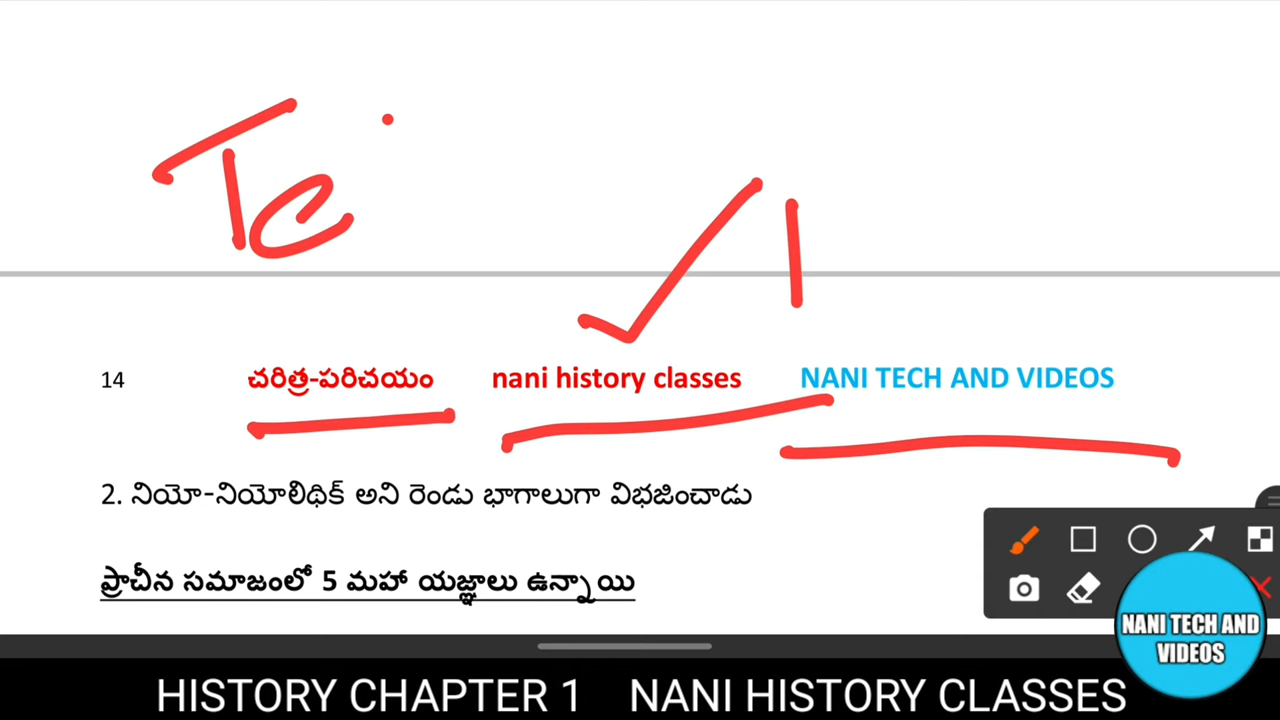 Te
14 చరిత్ర-పరిచయం nani history classes NANI TECH AND VIDEOS
2. నియో-నియోలిథిక్ అని రెండు భాగాలుగా విభజించాడు
ప్రాచీన సమాజంలో 5 మహా యజ్ఞాలు ఉన్నాయి
NANI TECH AND
VIDEOS
HISTORY CHAPTER 1 NANI HISTORY CLASSES